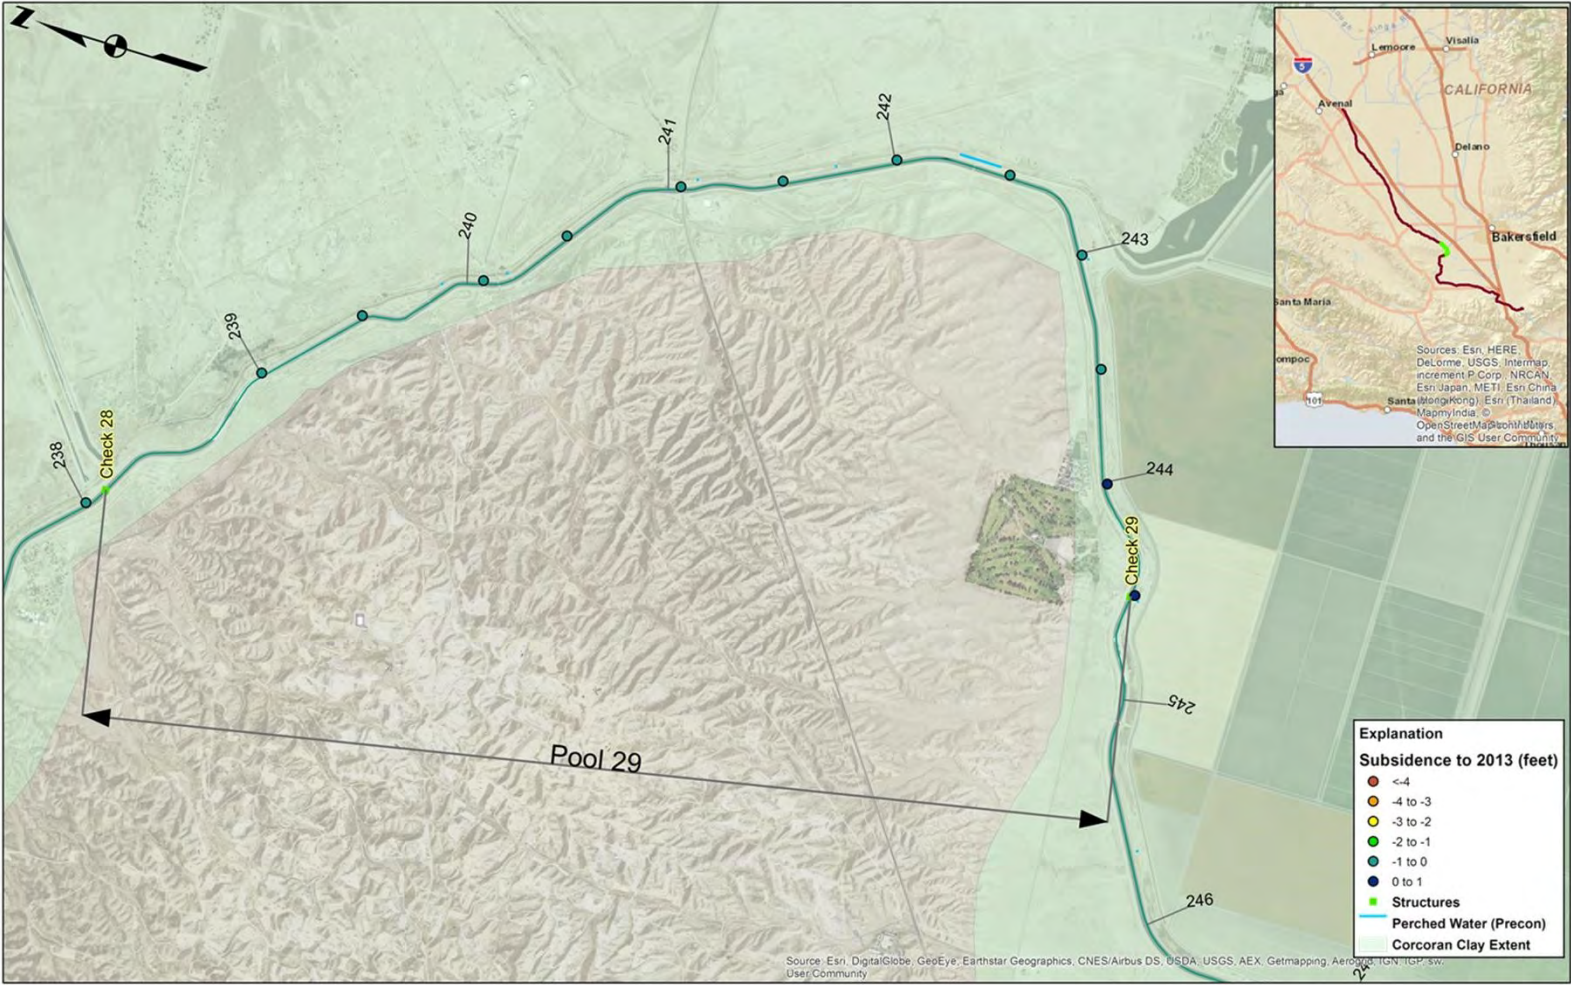 Z
238
Check 28
239
240
241
242
243
244
Check 29
245
246
Pool 29
Lemoore
Visalia
5
CALIFORNIA
Avenal
Delano
Bakersfield
Santa Maria
ompoc
101
Santa
Sources: Esri, HERE,
DeLorme, USGS, Intermap,
increment P Corp., NRCAN,
Esri Japan, METI, Esri China
(Hong Kong), Esri (Thailand),
MapmyIndia, ©
OpenStreetMap contributors,
and the GIS User Community
Explanation
Subsidence to 2013 (feet)
<-4
-4 to -3
-3 to -2
-2 to -1
-1 to 0
0 to 1
Structures
Perched Water (Precon)
Corcoran Clay Extent
Source: Esri, DigitalGlobe, GeoEye, Earthstar Geographics, CNES/Airbus DS, USDA, USGS, AEX, Getmapping, Aerogrid, IGN, IGP, sw,
User Community